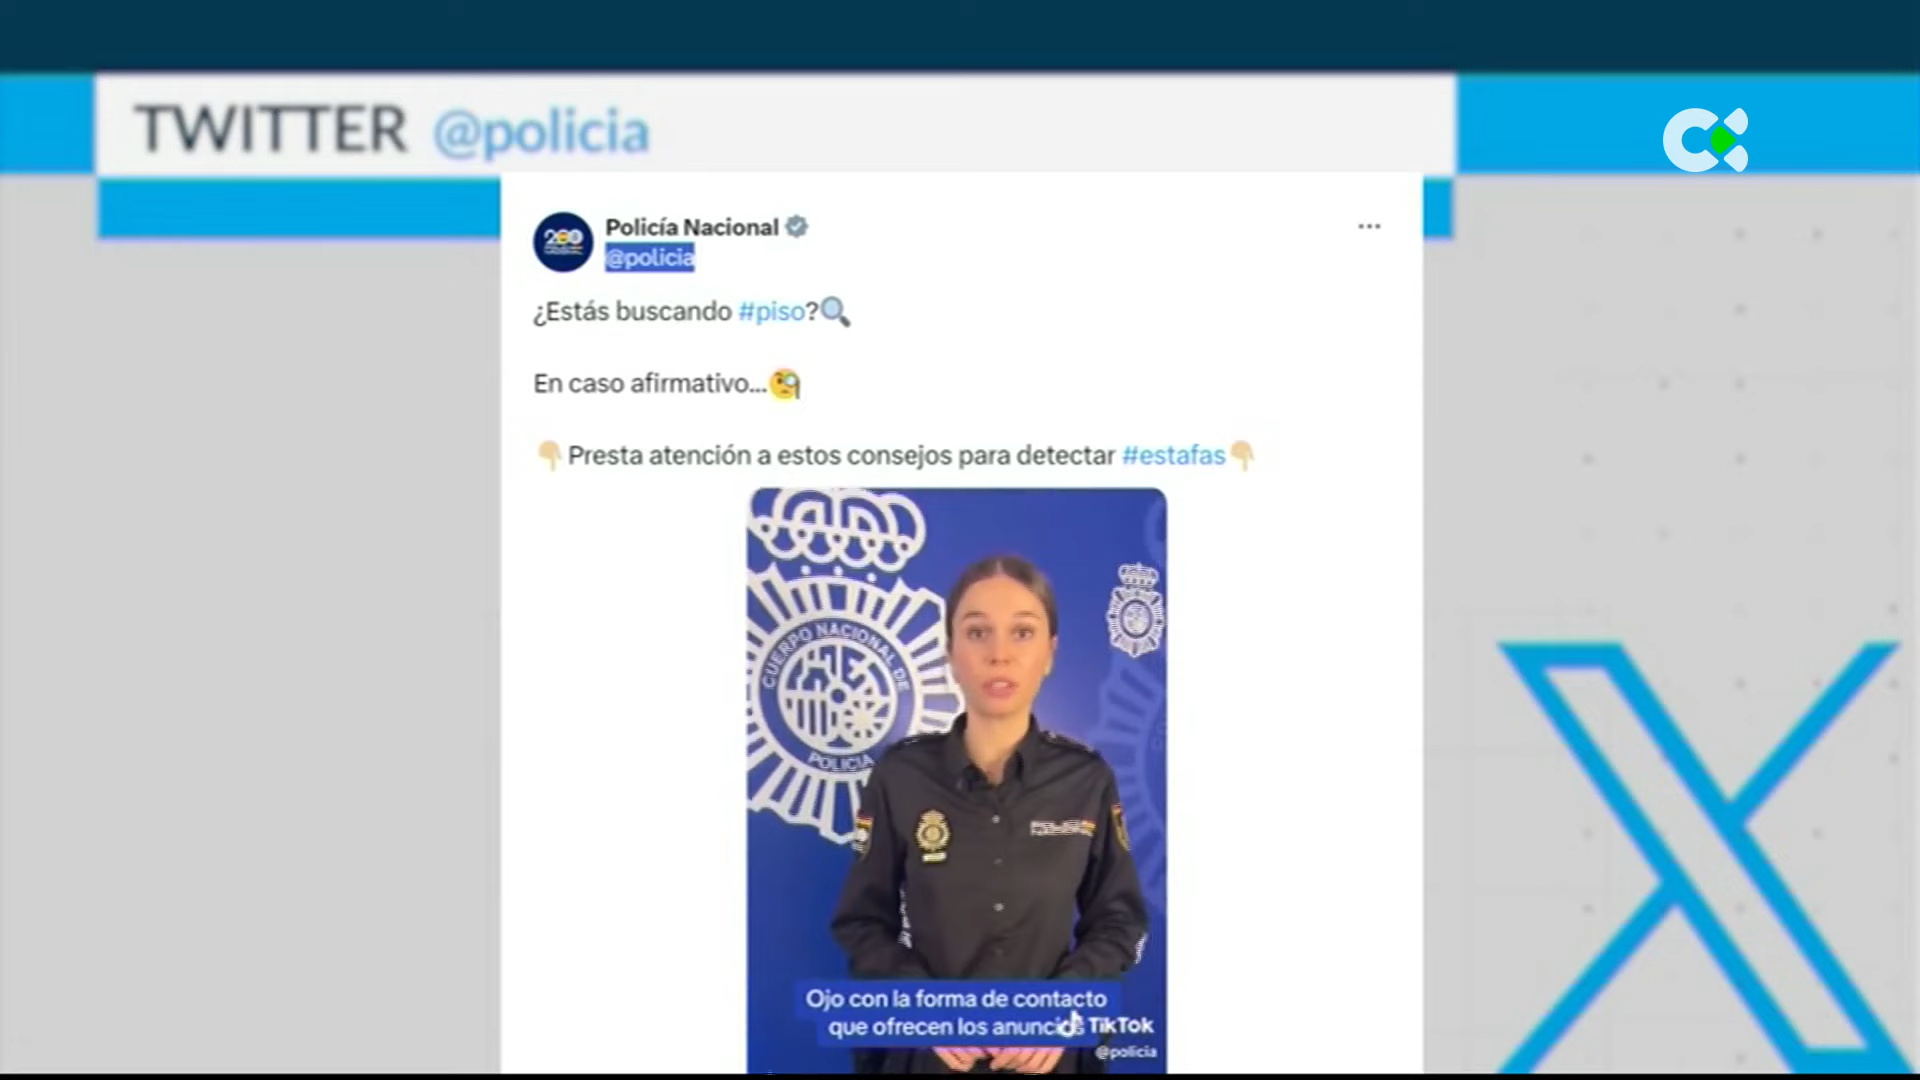 TWITTER @policia
Policía Nacional
@policia
¿Estás buscando #piso?🔍
En caso afirmativo...🧐
👇🏼Presta atención a estos consejos para detectar #estafas👇🏼
CUERPO NACIONAL DE
POLICIA
POLICIA
Ojo con la forma de contacto
que ofrecen los anuncios
TikTok
@policia